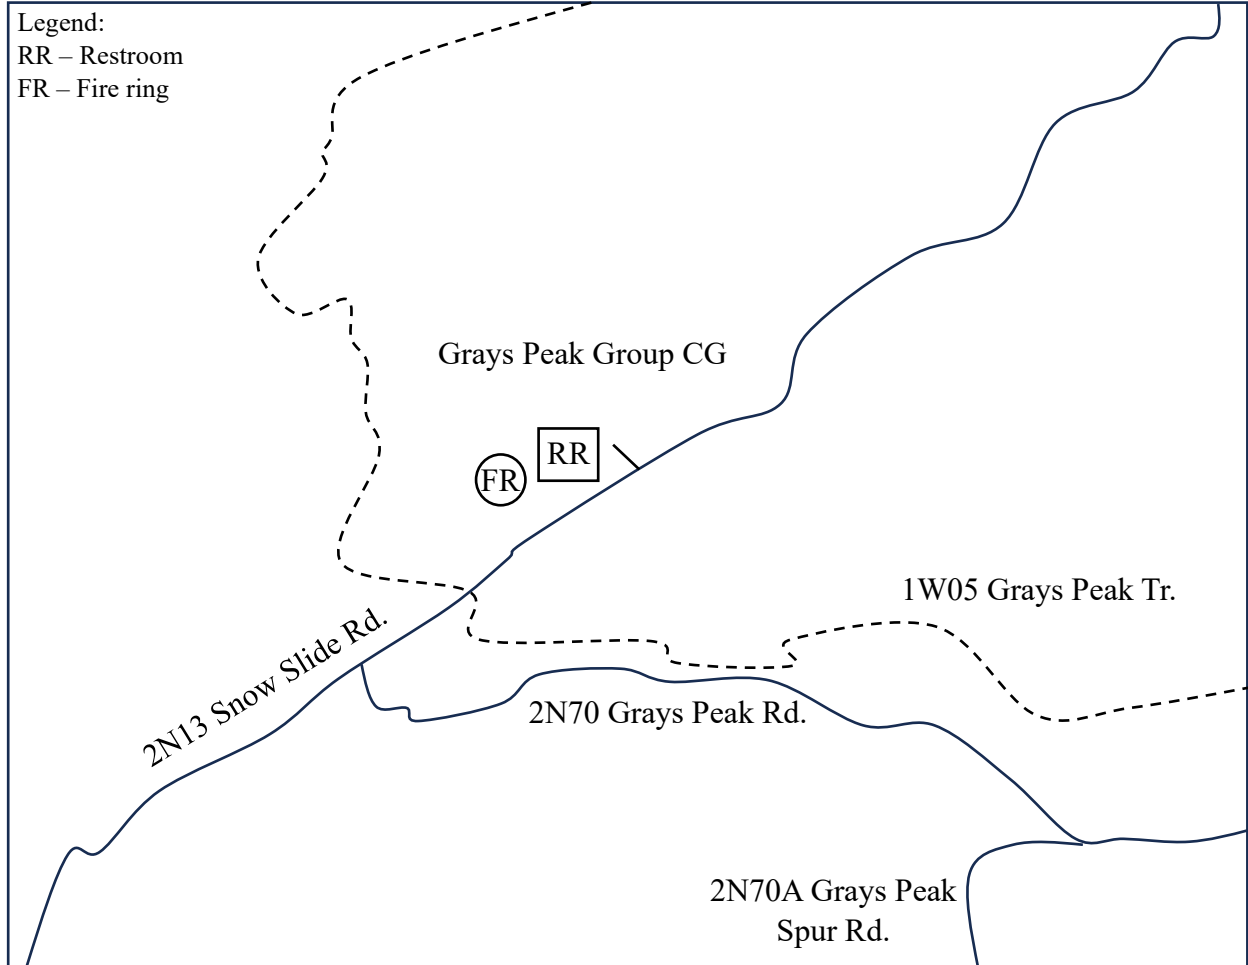 Legend:
RR – Restroom
FR – Fire ring
Grays Peak Group CG
RR
FR
1W05 Grays Peak Tr.
2N13 Snow Slide Rd.
2N70 Grays Peak Rd.
2N70A Grays Peak
Spur Rd.